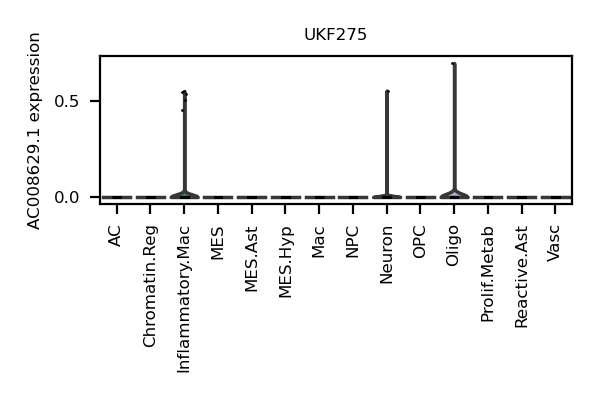 UKF275
AC008629.1 expression
0.5
0.0
AC
Chromatin.Reg
Inflammatory.Mac
MES
MES.Ast
MES.Hyp
Mac
NPC
Neuron
OPC
Oligo
Prolif.Metab
Reactive.Ast
Vasc